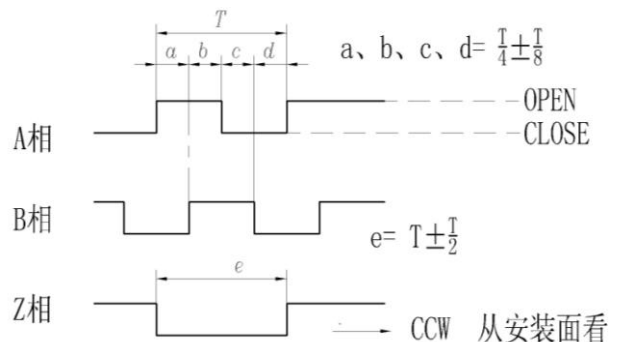 T
a b c d
a、b、c、d= T/4±T/8
OPEN
A相
CLOSE
B相
e= T±T/2
e
Z相
CCW 从安装面看